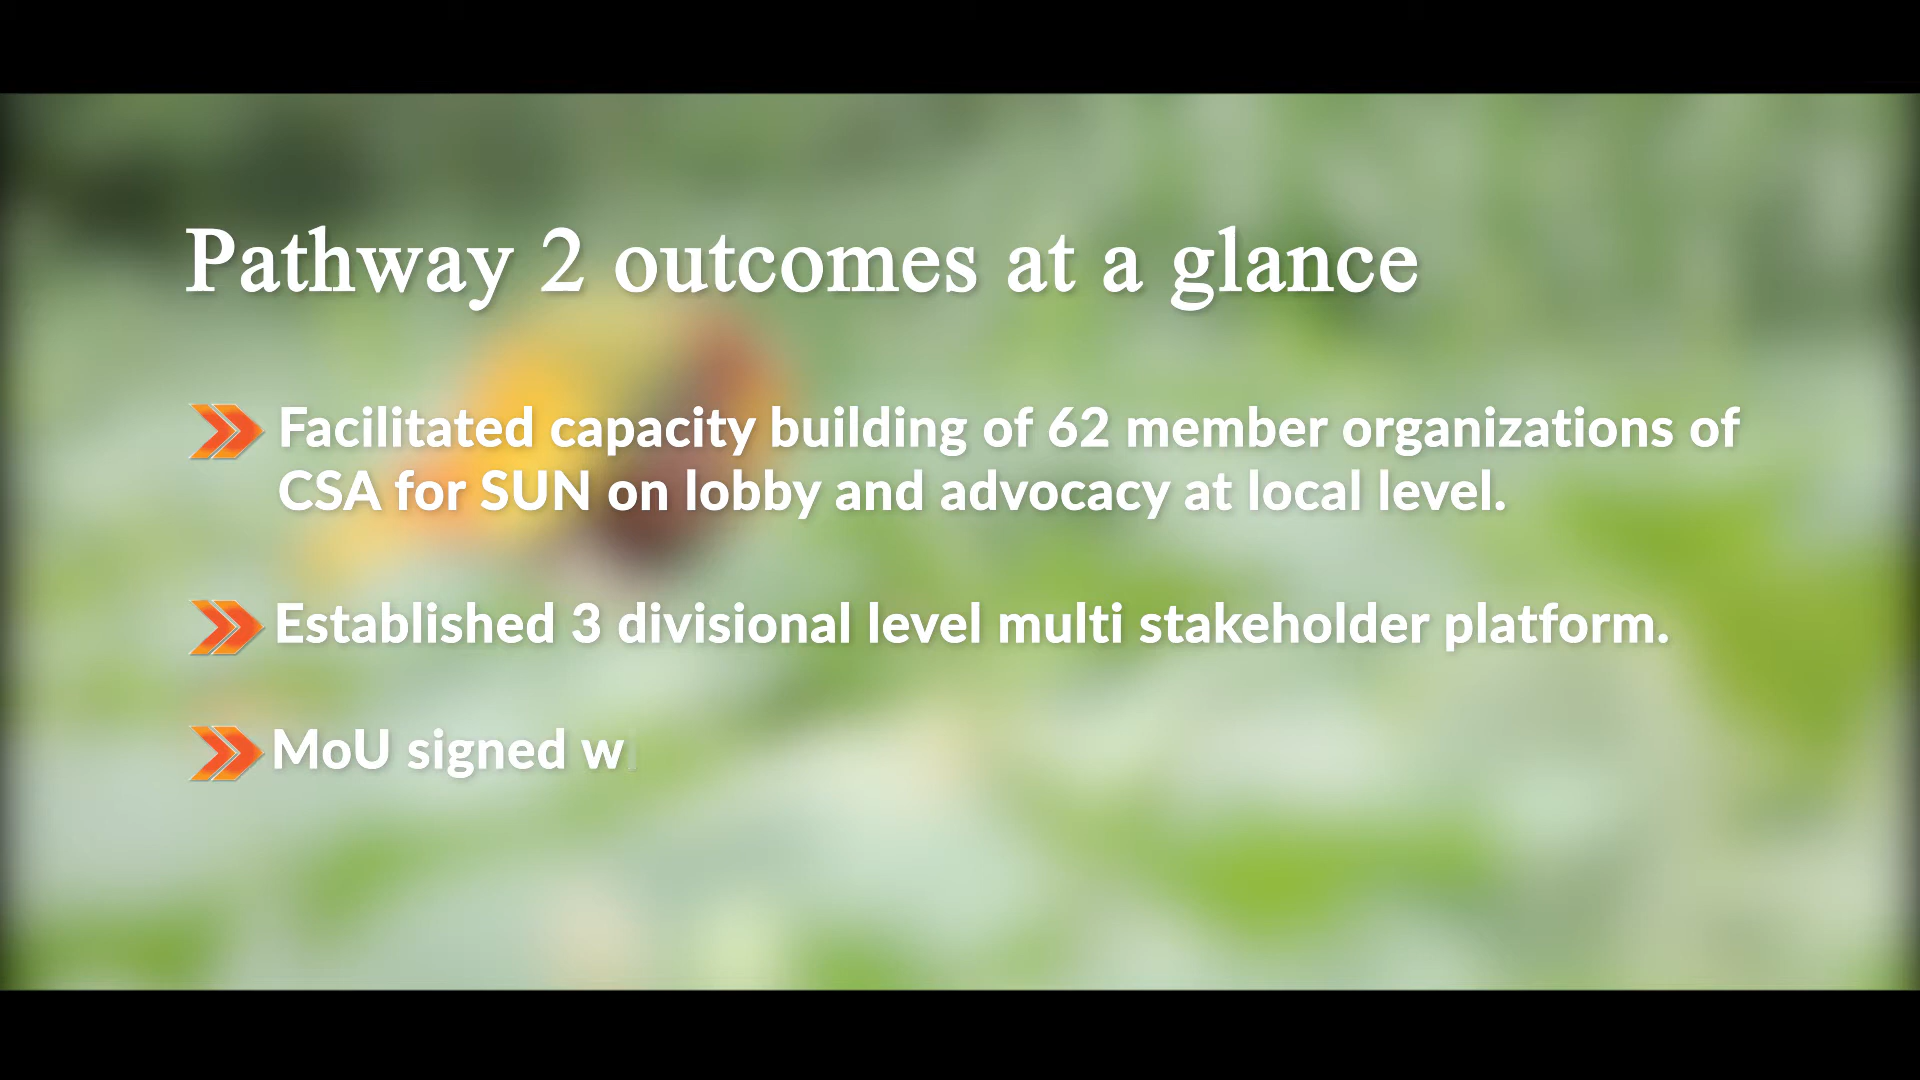 Pathway 2 outcomes at a glance
Facilitated capacity building of 62 member organizations of
CSA for SUN on lobby and advocacy at local level.
Established 3 divisional level multi stakeholder platform.
MoU signed w